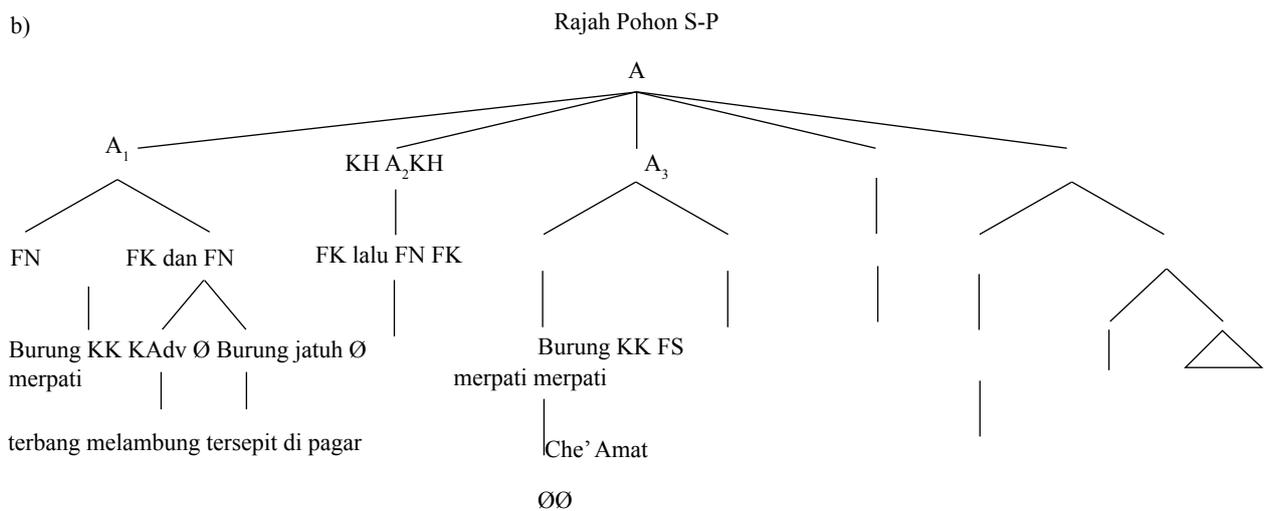 b)
Rajah Pohon S-P
A
A₁
KH A₂KH
A₃
FN
FK dan FN
FK lalu FN FK
Burung KK KAdv Ø Burung jatuh Ø
merpati
Burung KK FS
merpati merpati
terbang melambung tersepit di pagar
Che’ Amat
ØØ